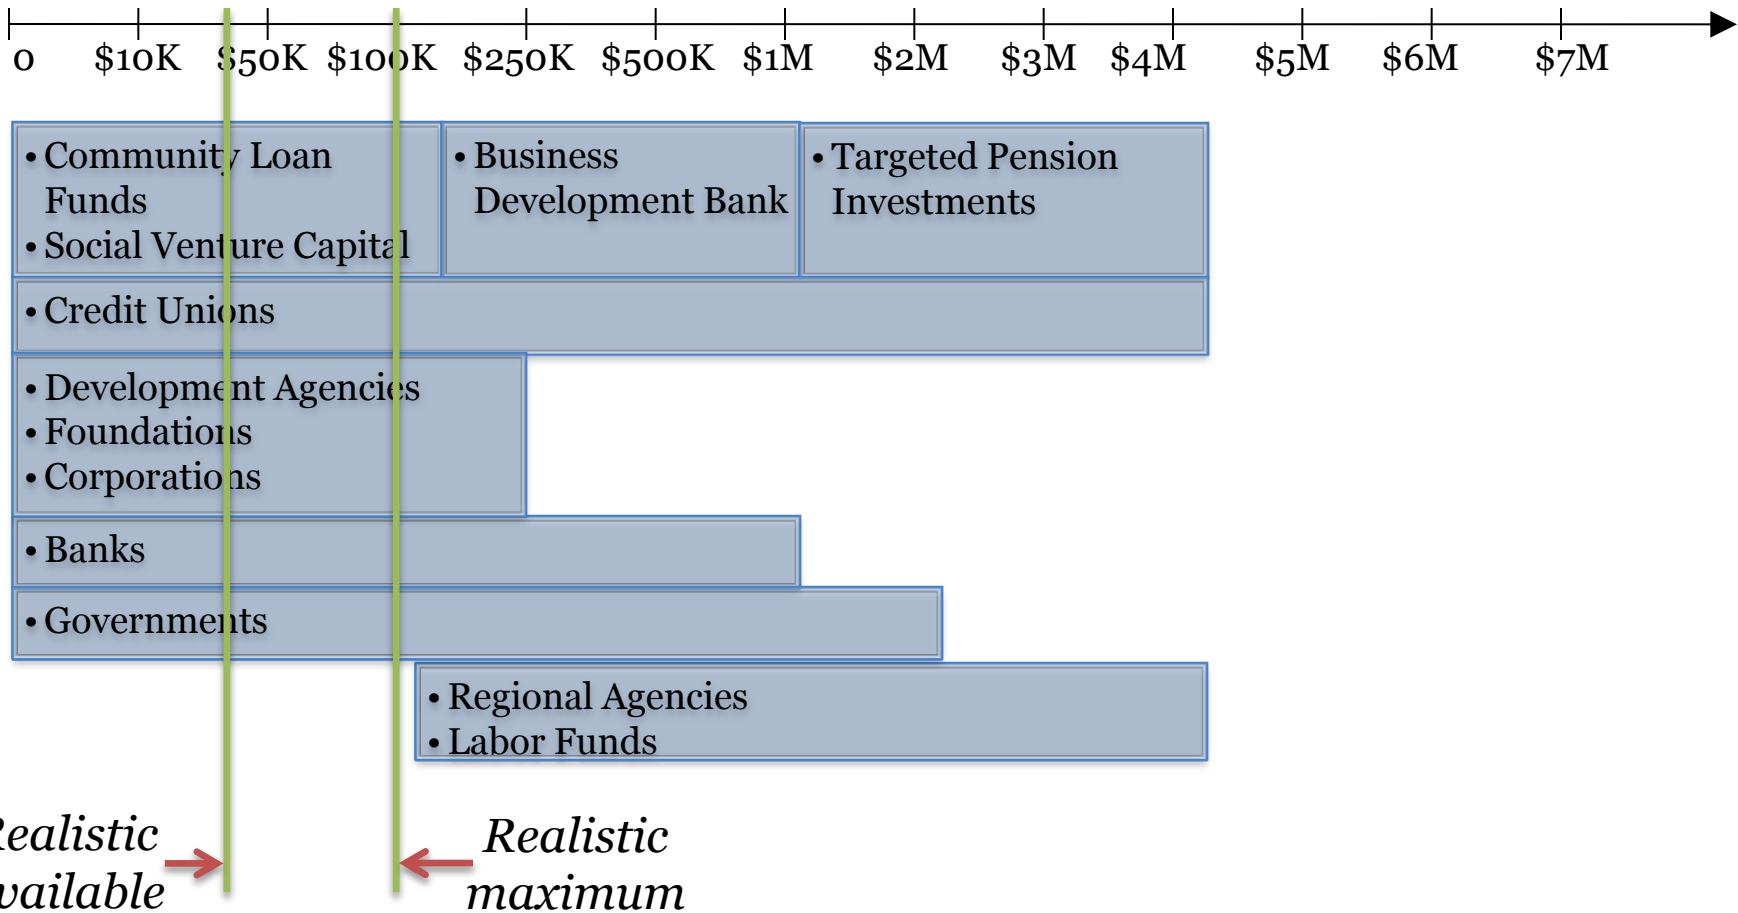 0 $10K $50K $100K $250K $500K $1M $2M $3M $4M $5M $6M $7M
• Community Loan
Funds
• Social Venture Capital
• Business
Development Bank
• Targeted Pension
Investments
• Credit Unions
• Development Agencies
• Foundations
• Corporations
• Banks
• Governments
• Regional Agencies
• Labor Funds
Realistic
vailable
Realistic
maximum